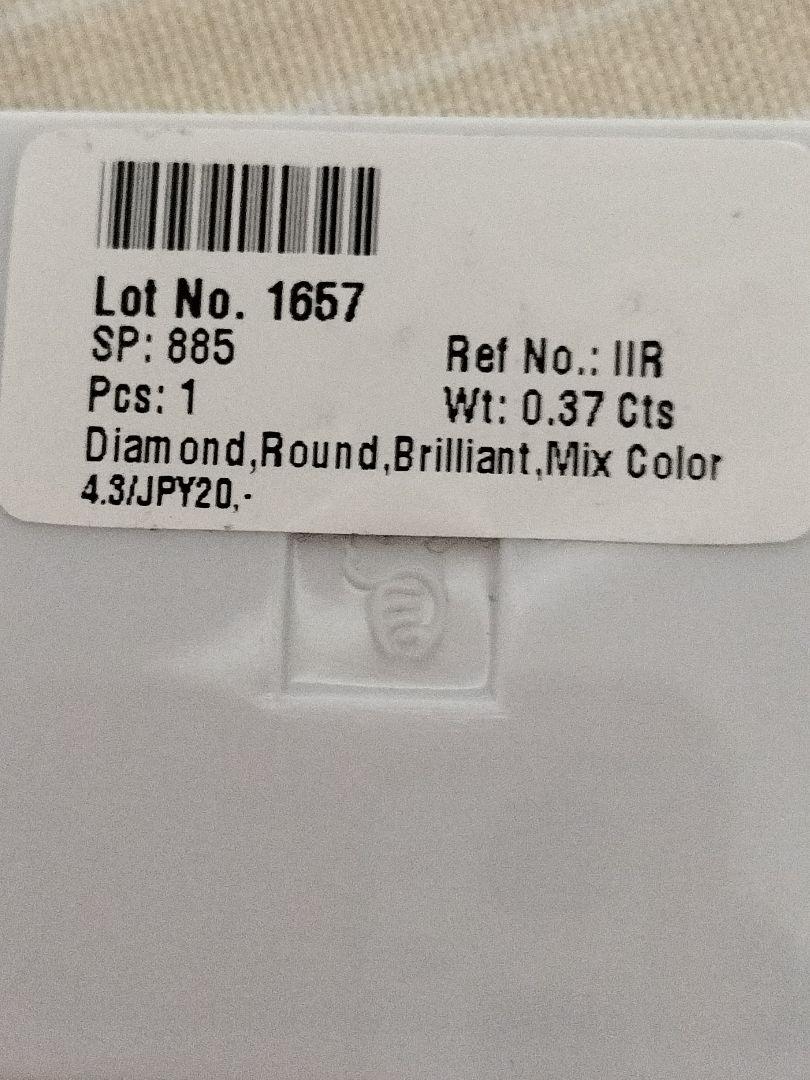 Lot No. 1657
SP: 885 Ref No.: IIR
Pcs: 1 Wt: 0.37 Cts
Diamond,Round,Brilliant,Mix Color
4.3/JPY20,-